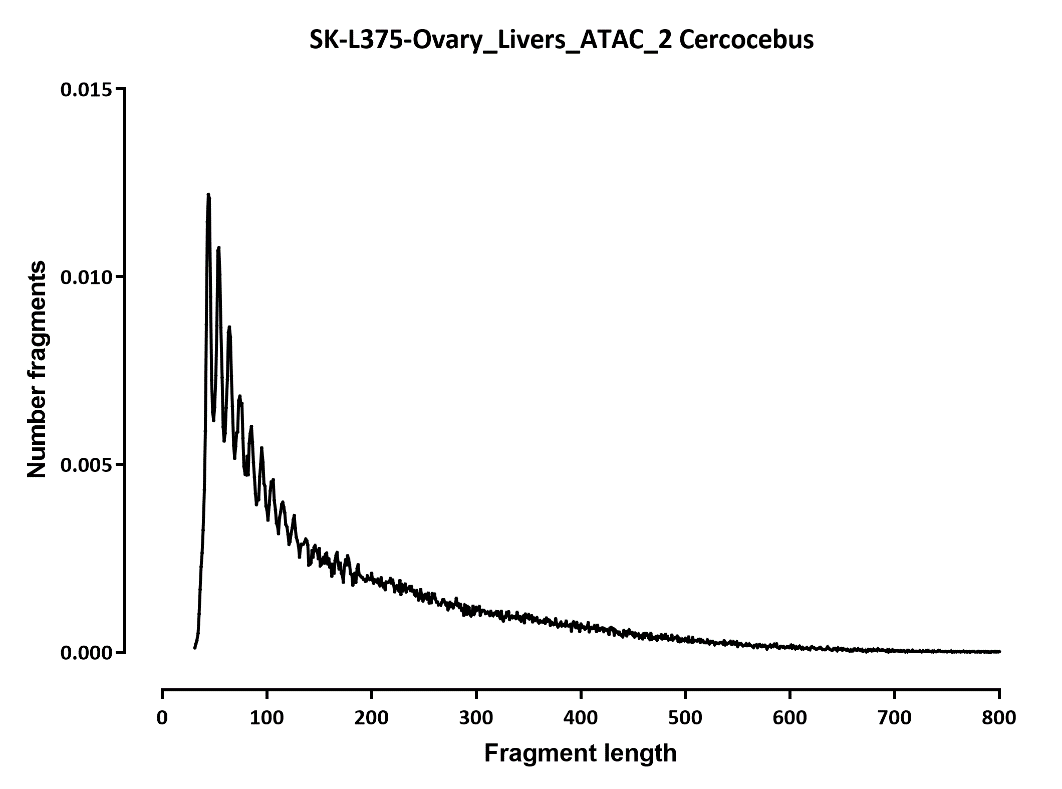 SK-L375-Ovary_Livers_ATAC_2 Cercocebus
0.015
0.010
0.005
0.000
Number fragments
0 100 200 300 400 500 600 700 800
Fragment length